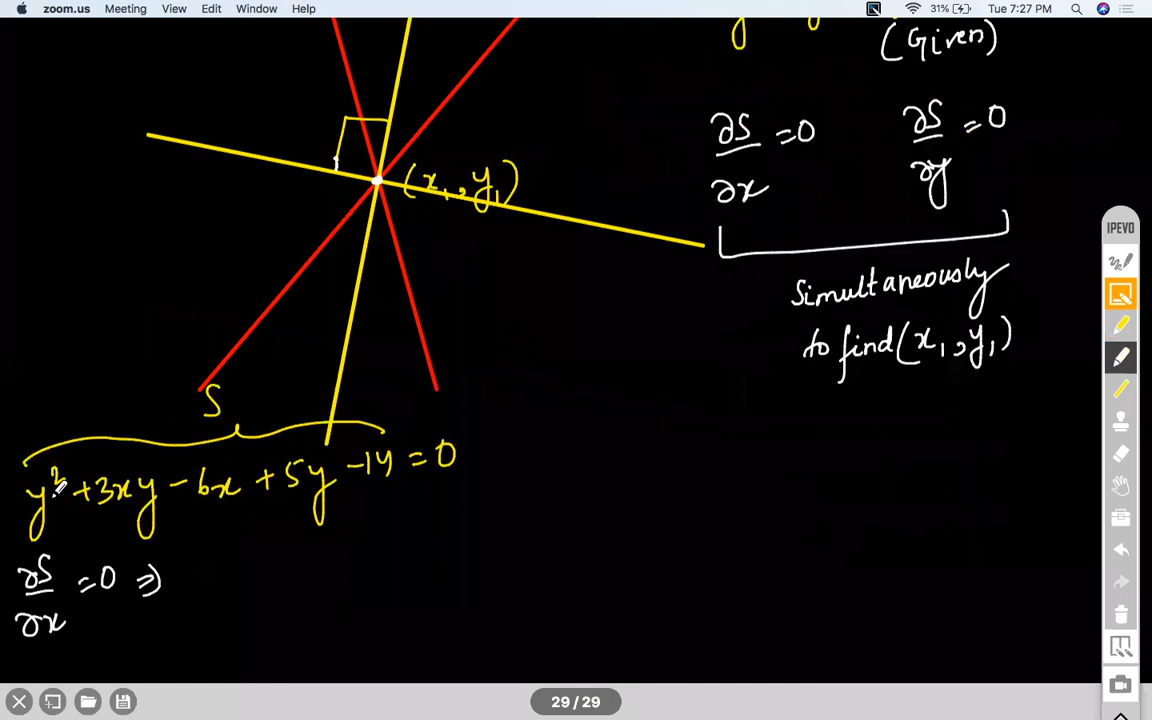 zoom.us Meeting View Edit Window Help 31% Tue 7:27 PM
(Given)
∂S/∂x = 0 ∂S/∂y = 0
(x₁, y₁)
IPEVO
Simultaneously
to find (x₁, y₁)
S
y² + 3xy - 6x + 5y - 14 = 0
∂S/∂x = 0 ⇒
29 / 29